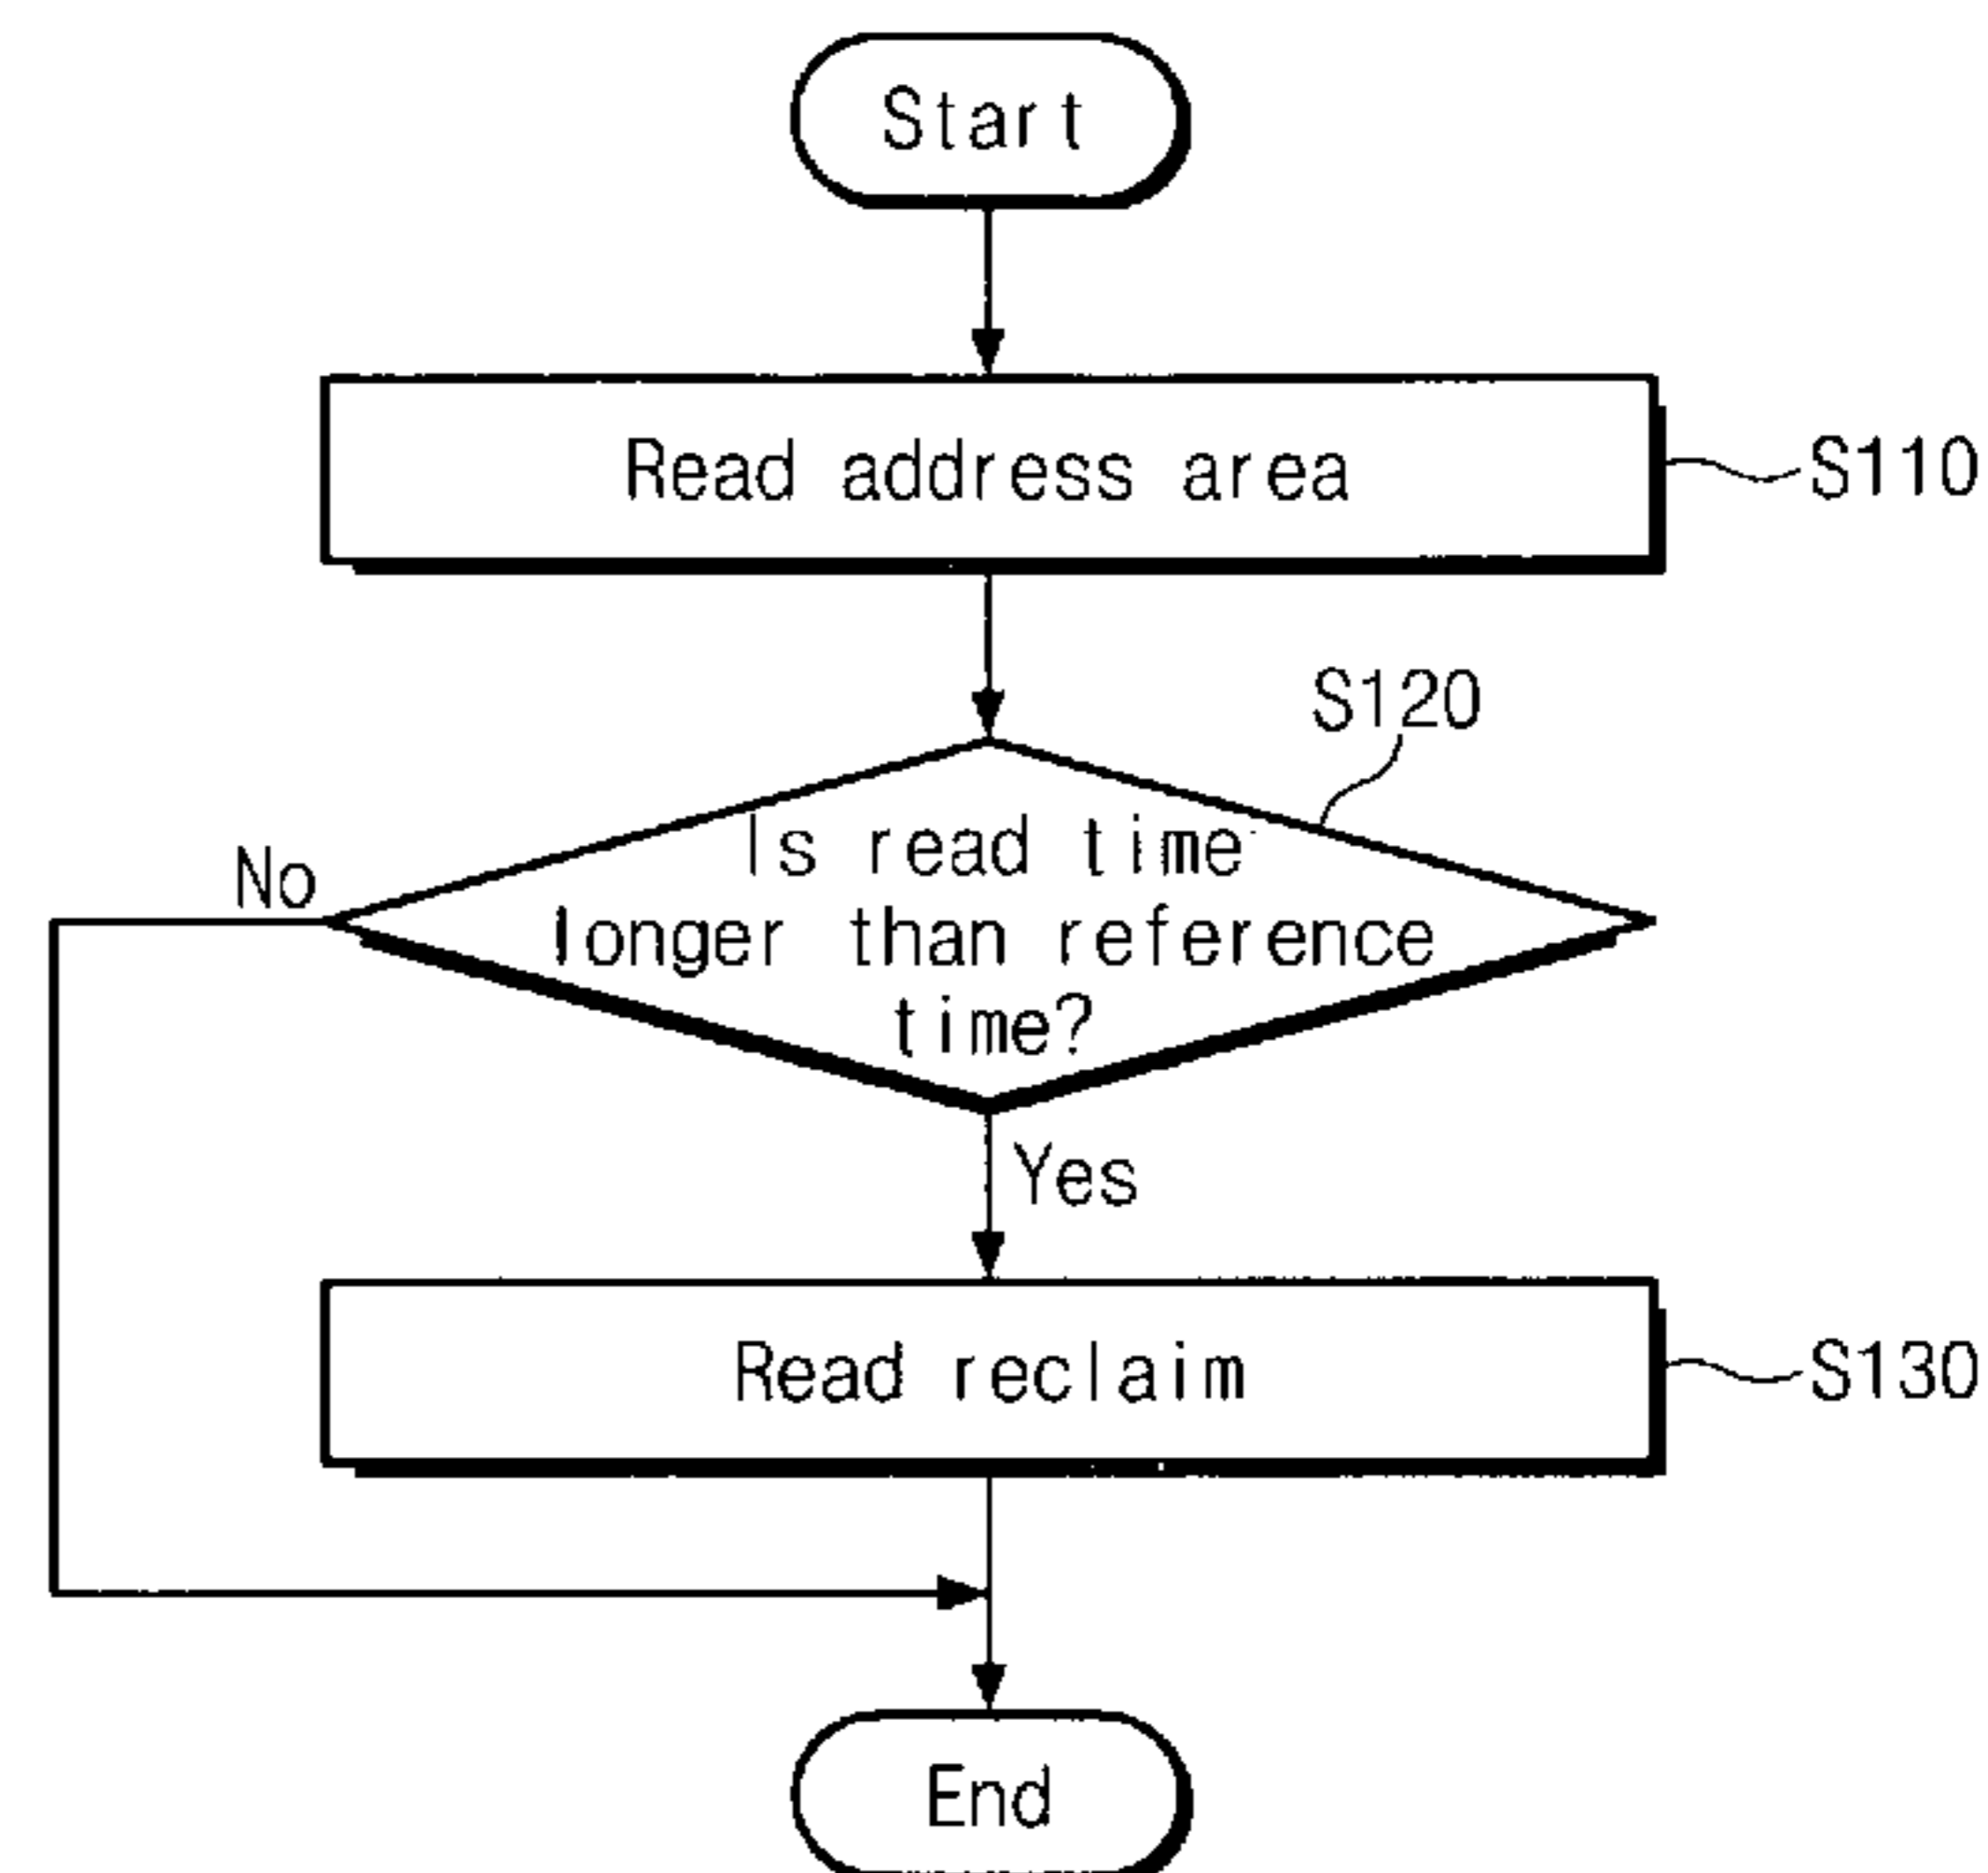 Start
Read address area
S110
S120
Is read time
longer than reference
time?
No
Yes
Read reclaim
S130
End